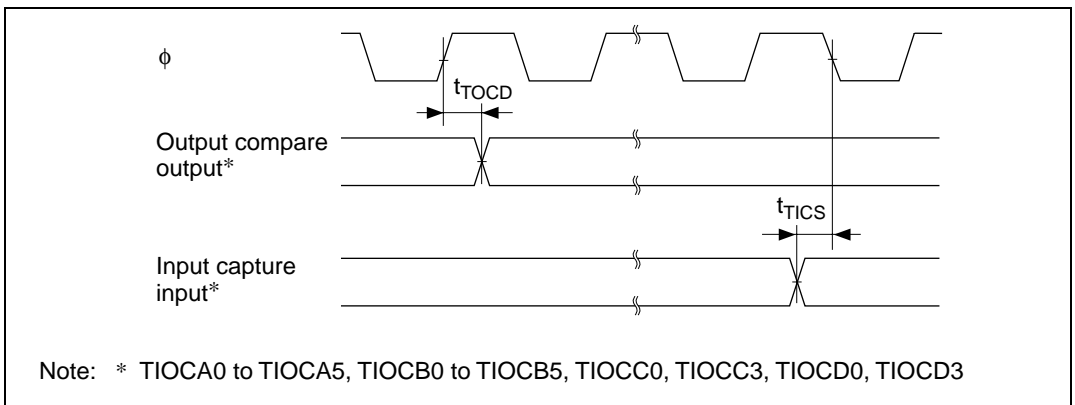 ϕ
tTOCD
Output compare
output*
tTICS
Input capture
input*
Note: * TIOCA0 to TIOCA5, TIOCB0 to TIOCB5, TIOCC0, TIOCC3, TIOCD0, TIOCD3